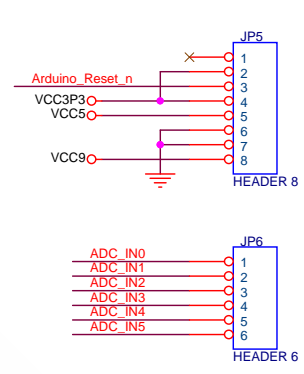 JP5
1
2
Arduino_Reset_n 3
VCC3P3 4
VCC5 5
6
7
VCC9 8
HEADER 8
JP6
ADC_IN0 1
ADC_IN1 2
ADC_IN2 3
ADC_IN3 4
ADC_IN4 5
ADC_IN5 6
HEADER 6